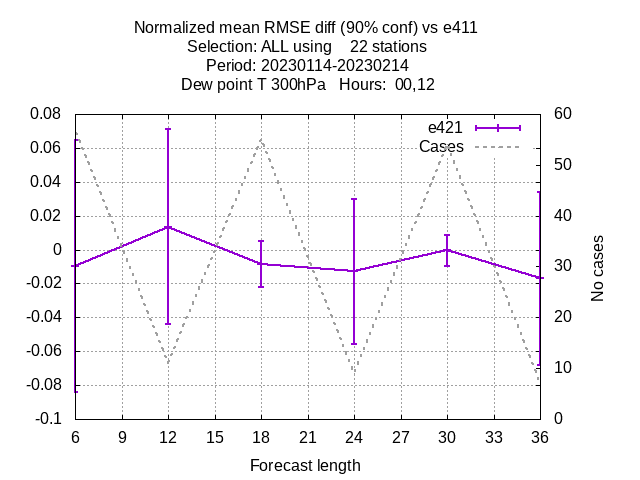 Normalized mean RMSE diff (90% conf) vs e411
Selection: ALL using    22 stations
Period: 20230114-20230214
Dew point T 300hPa   Hours:  00,12
0.08
0.06
0.04
0.02
0
-0.02
-0.04
-0.06
-0.08
-0.1
e421
Cases
60
50
40
30
20
10
0
No cases
6 9 12 15 18 21 24 27 30 33 36
Forecast length